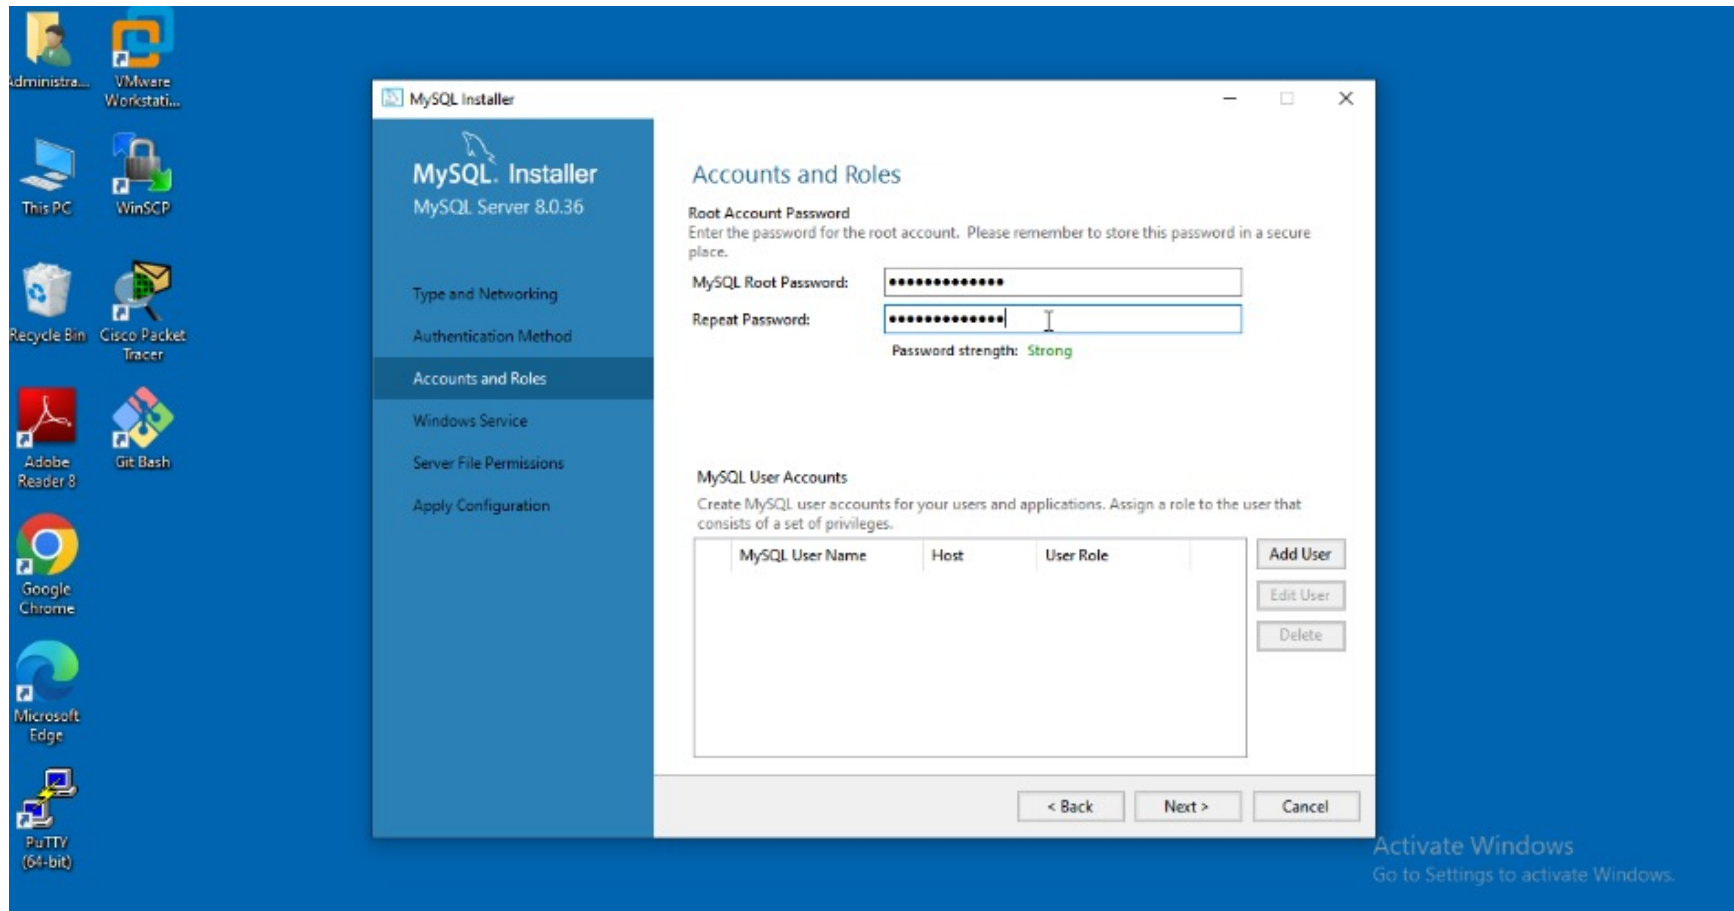 Administra...
VMware
Workstati...
This PC
WinSCP
Recycle Bin
Cisco Packet
Tracer
Adobe
Reader 8
Git Bash
Google
Chrome
Microsoft
Edge
PuTTY
(64-bit)
MySQL Installer
MySQL. Installer
MySQL Server 8.0.36
Type and Networking
Authentication Method
Accounts and Roles
Windows Service
Server File Permissions
Apply Configuration
Accounts and Roles
Root Account Password
Enter the password for the root account. Please remember to store this password in a secure
place.
MySQL Root Password: •••••••••••••
Repeat Password: •••••••••••••
Password strength: Strong
MySQL User Accounts
Create MySQL user accounts for your users and applications. Assign a role to the user that
consists of a set of privileges.
MySQL User Name Host User Role
Add User
Edit User
Delete
< Back Next > Cancel
Activate Windows
Go to Settings to activate Windows.